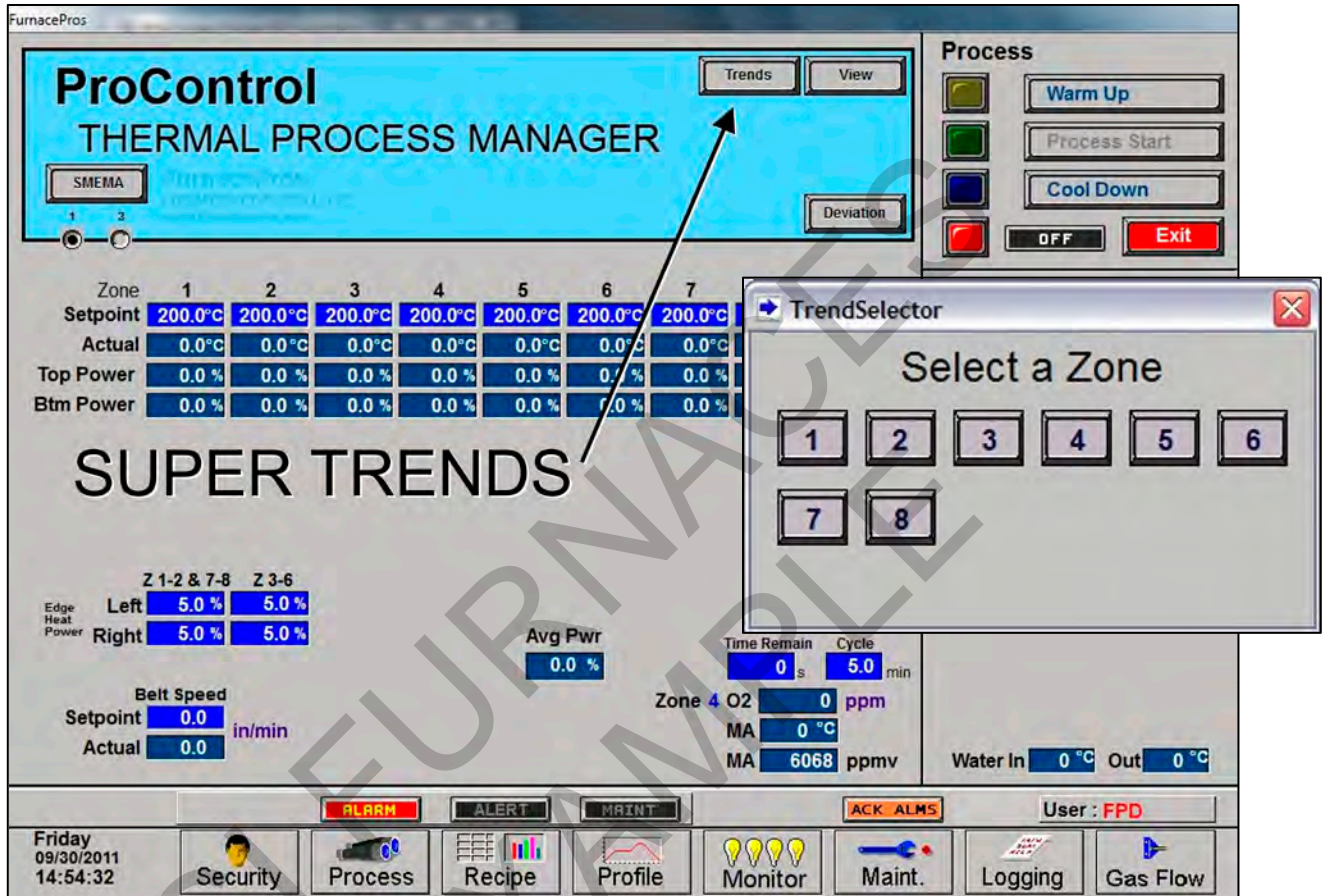 FurnacePros
ProControl
THERMAL PROCESS MANAGER
Trends View
SMEMA
1 3
Deviation
Process
Warm Up
Process Start
Cool Down
OFF Exit
Zone 1 2 3 4 5 6 7
Setpoint 200.0°C 200.0°C 200.0°C 200.0°C 200.0°C 200.0°C 200.0°C
Actual 0.0°C 0.0°C 0.0°C 0.0°C 0.0°C 0.0°C 0.0°C
Top Power 0.0 % 0.0 % 0.0 % 0.0 % 0.0 % 0.0 % 0.0 %
Btm Power 0.0 % 0.0 % 0.0 % 0.0 % 0.0 % 0.0 % 0.0 %
SUPER TRENDS
TrendSelector
Select a Zone
1 2 3 4 5 6
7 8
Z 1-2 & 7-8 Z 3-6
Edge Heat Power
Left 5.0 % 5.0 %
Right 5.0 % 5.0 %
Avg Pwr
0.0 %
Time Remain Cycle
0 s 5.0 min
Belt Speed
Setpoint 0.0 in/min
Actual 0.0
Zone 4 O2 0 ppm
MA 0 °C
MA 6068 ppmv
Water In 0 °C Out 0 °C
ALARM ALERT MAINT ACK ALMS User : FPD
Friday
09/30/2011
14:54:32
Security Process Recipe Profile Monitor Maint. Logging Gas Flow
FURNACES